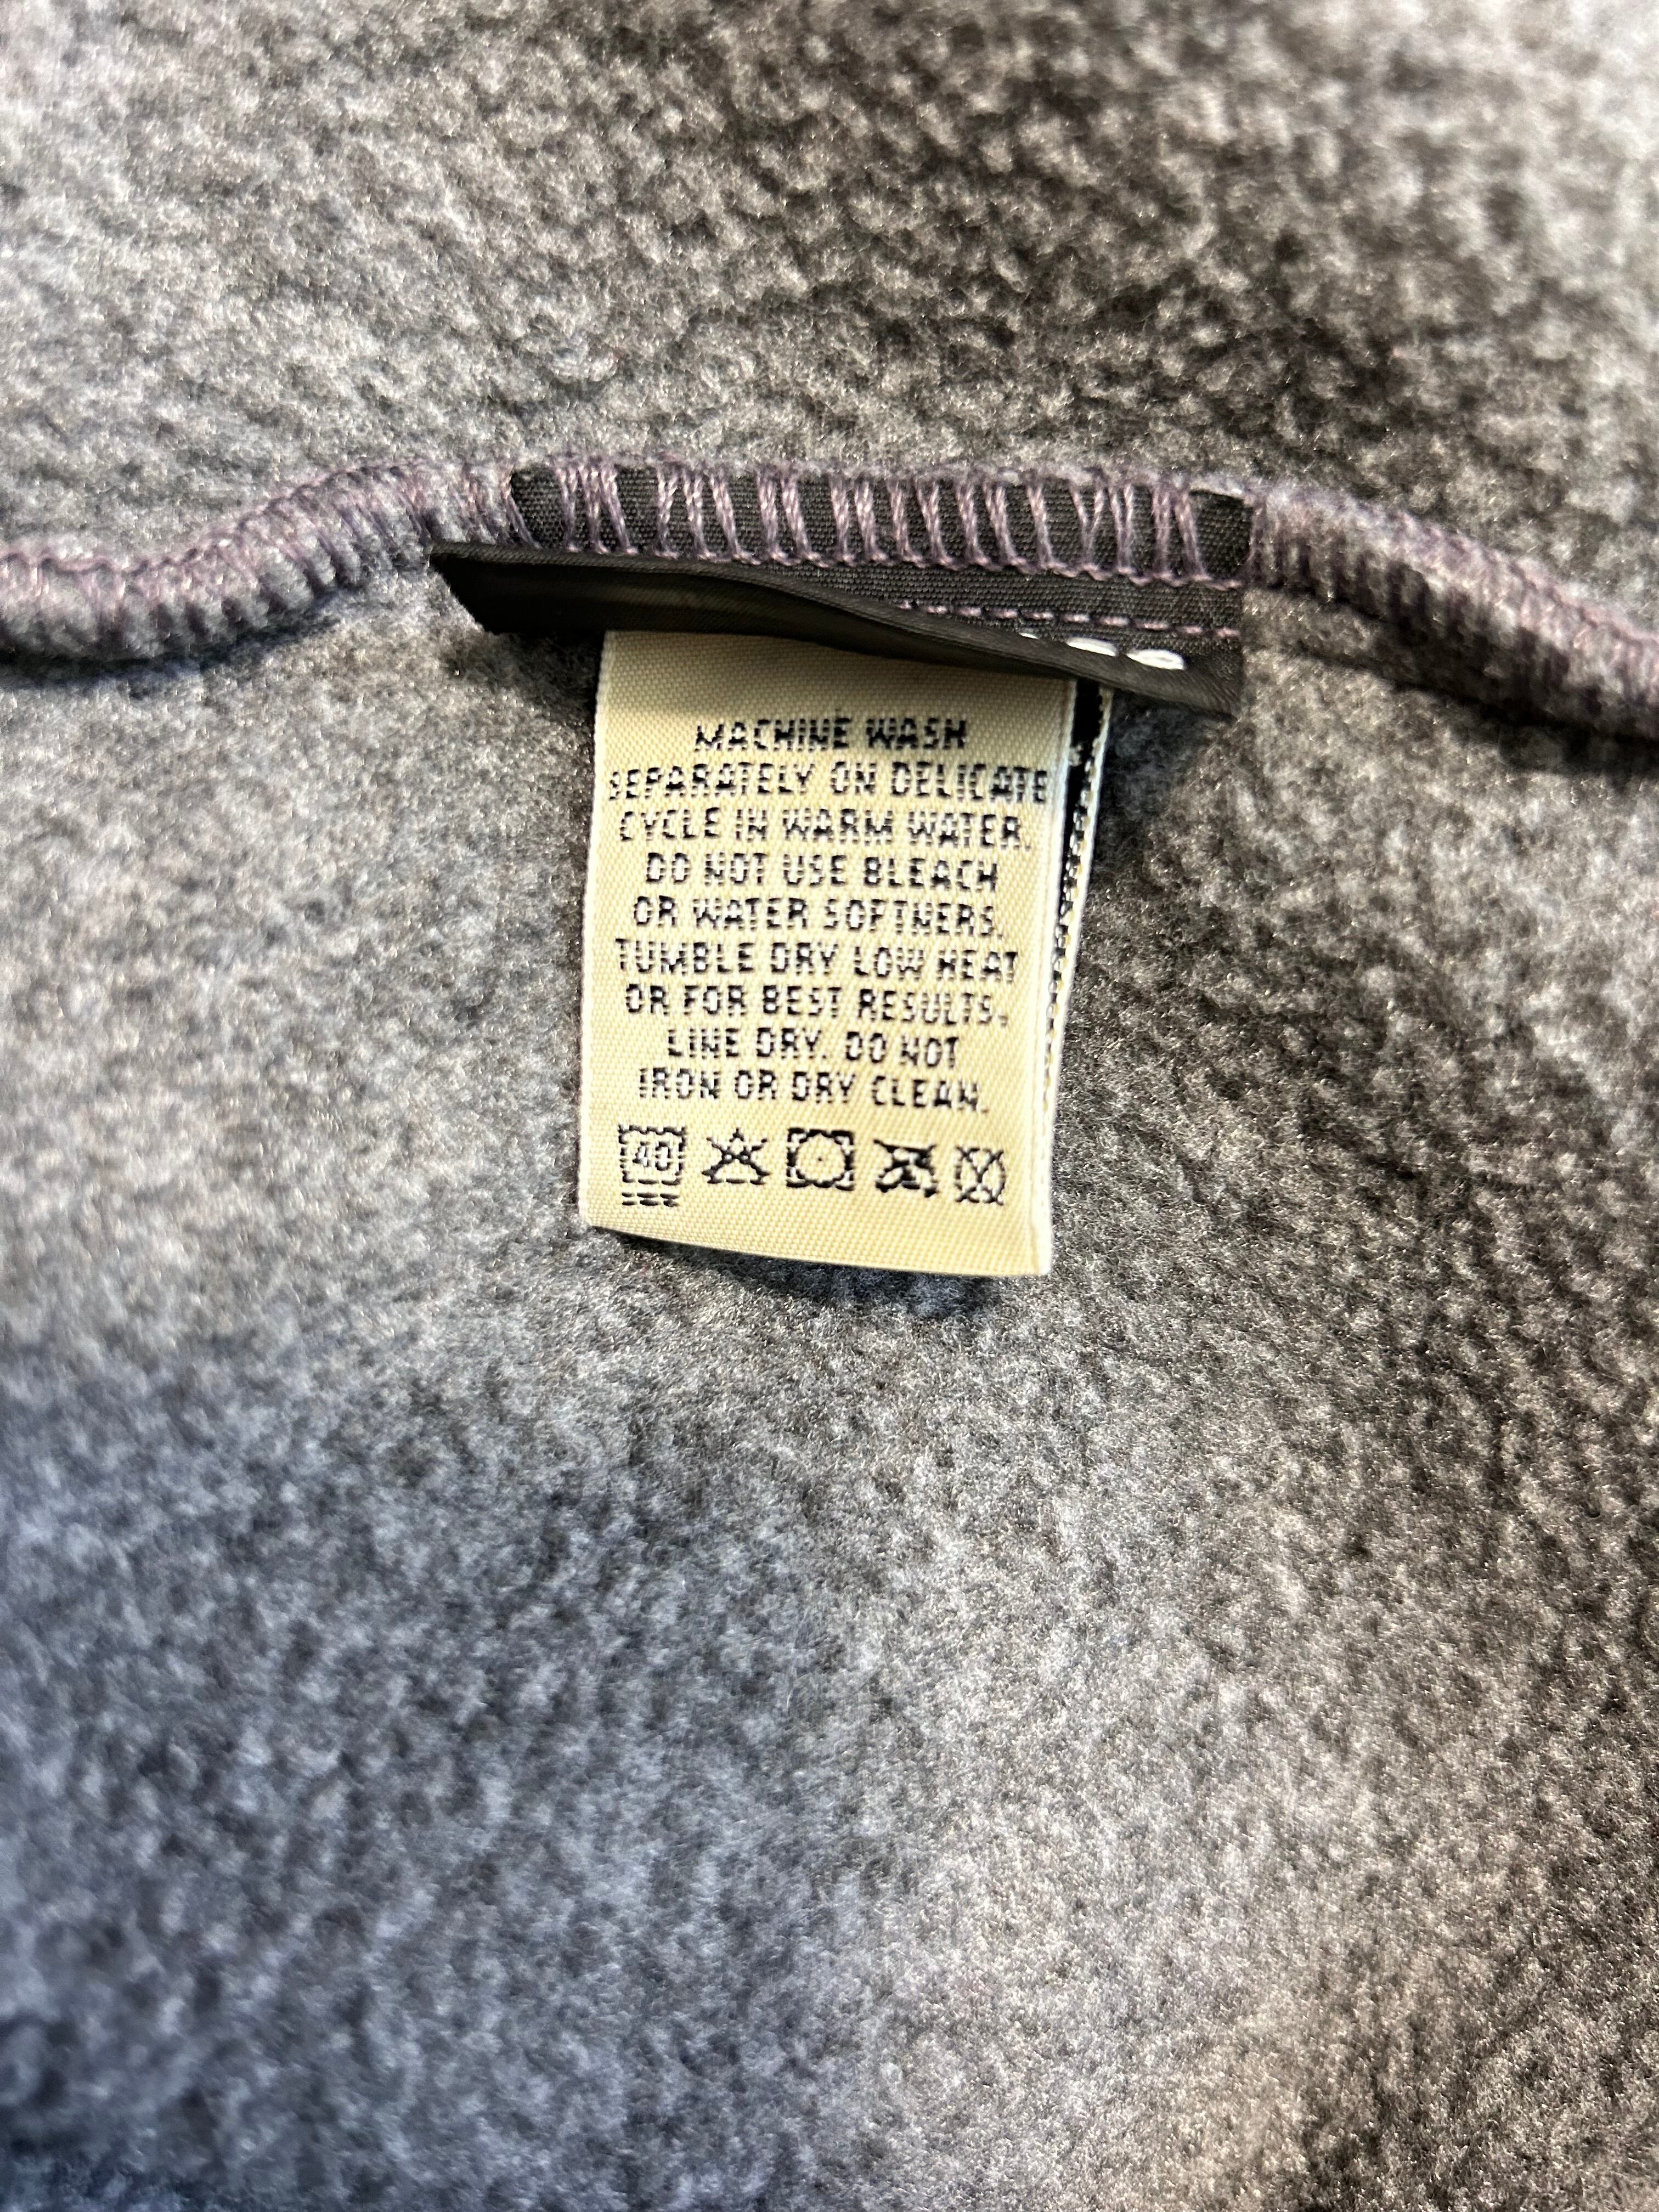 MACHINE WASH
SEPARATELY ON DELICATE
CYCLE IN WARM WATER.
DO NOT USE BLEACH
OR WATER SOFTNERS.
TUMBLE DRY LOW HEAT
OR FOR BEST RESULTS,
LINE DRY. DO NOT
IRON OR DRY CLEAN.
40